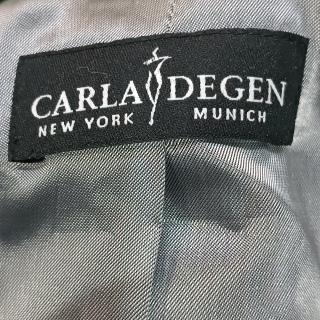 CARLA DEGEN
NEW YORK MUNICH